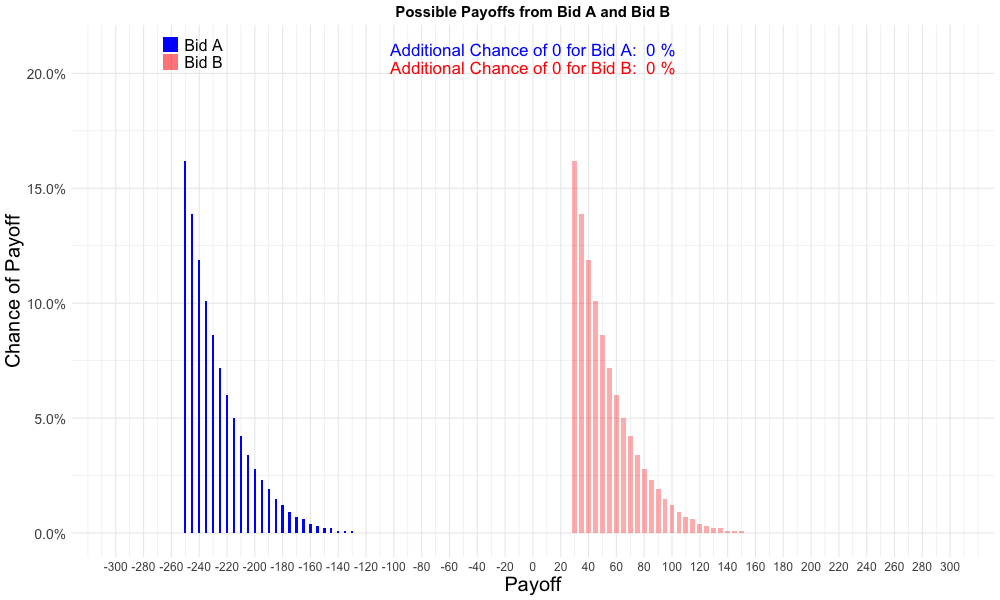 Possible Payoffs from Bid A and Bid B
Bid A
Bid B
Additional Chance of 0 for Bid A:  0 %
Additional Chance of 0 for Bid B:  0 %
Chance of Payoff
20.0%
15.0%
10.0%
5.0%
0.0%
-300 -280 -260 -240 -220 -200 -180 -160 -140 -120 -100 -80 -60 -40 -20 0 20 40 60 80 100 120 140 160 180 200 220 240 260 280 300
Payoff